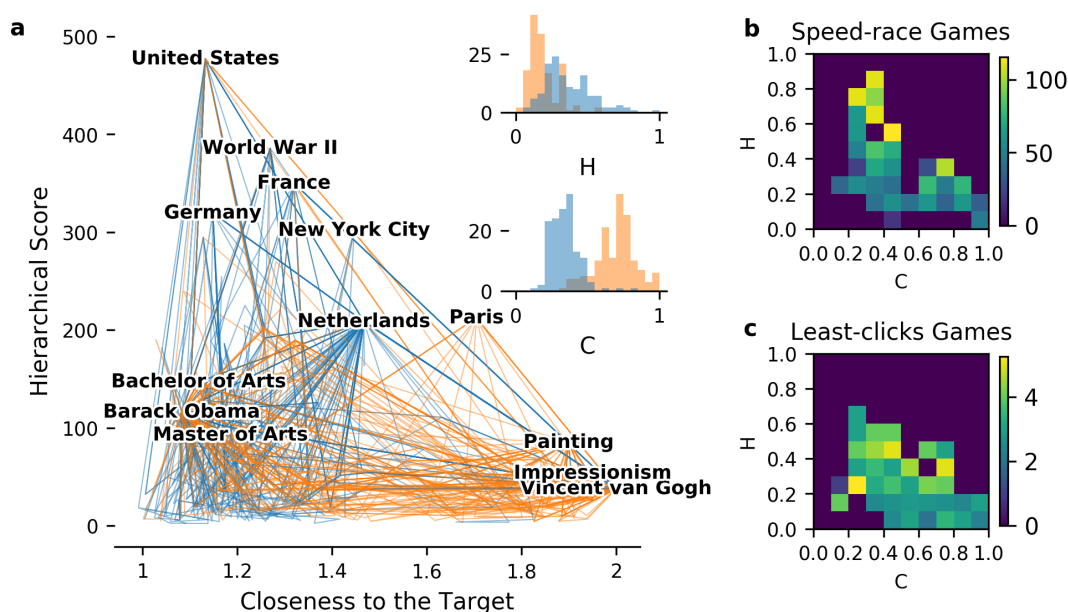 a
500
400
300
200
100
0
Hierarchical Score
1
1.2
1.4
1.6
1.8
2
Closeness to the Target
United States
World War II
France
Germany
New York City
Netherlands
Paris
Bachelor of Arts
Barack Obama
Master of Arts
Painting
Impressionism
Vincent van Gogh
25
0
0
1
H
20
0
0
1
C
b
Speed-race Games
1.0
0.8
0.6
0.4
0.2
0.0
H
0.0
0.2
0.4
0.6
0.8
1.0
C
100
50
0
c
Least-clicks Games
1.0
0.8
0.6
0.4
0.2
0.0
H
0.0
0.2
0.4
0.6
0.8
1.0
C
4
2
0